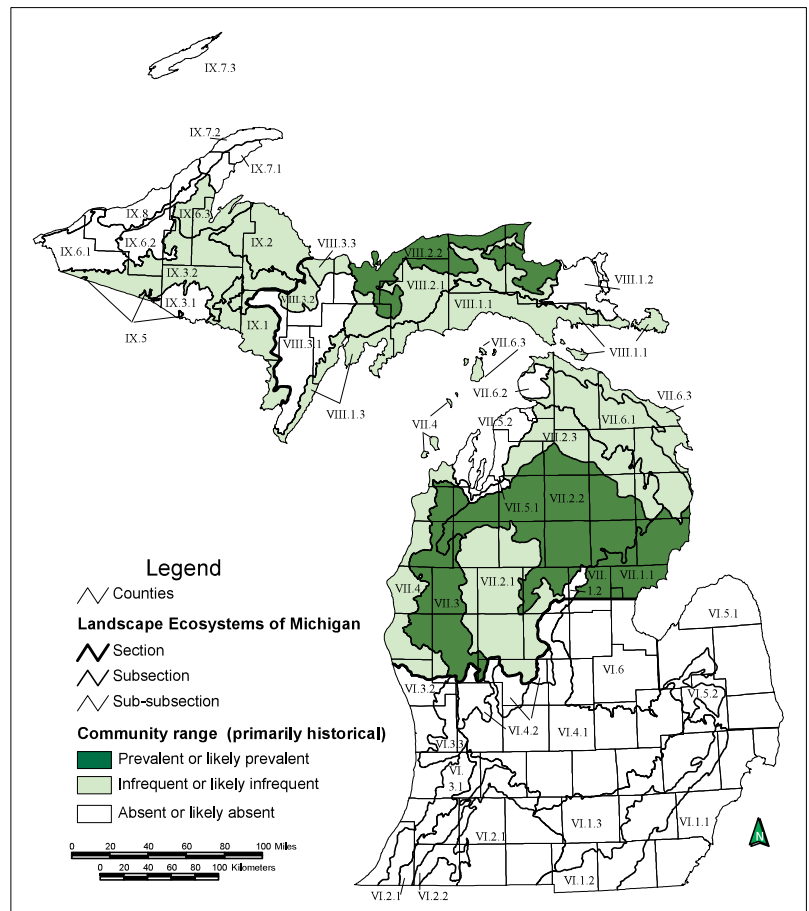 IX.7.3
IX.7.2
IX.7.1
IX.8
IX.6.3
IX.6.1
IX.6.2
IX.2
VIII.3.3
VIII.2.2
IX.3.2
VIII.2.1
VIII.1.2
IX.3.1
VIII.3.2
VIII.1.1
IX.5
IX.1
VIII.3.1
VIII.1.1
VII.6.3
VII.6.2
VII.6.3
VIII.1.3
VII.4
VII.5.2
VII.6.1
VII.2.3
VII.5.1
VII.2.2
VII.4
VII.3
VII.2.1
VII.
1.2
VII.1.1
VI.5.1
VI.6
VI.3.2
VI.5.2
VI.4.2
VI.4.1
VI.3.3
VI.
3.1
VI.2.1
VI.1.3
VI.1.1
VI.1.2
VI.2.1
VI.2.2
Legend
Counties
Landscape Ecosystems of Michigan
Section
Subsection
Sub-subsection
Community range (primarily historical)
Prevalent or likely prevalent
Infrequent or likely infrequent
Absent or likely absent
0 20 40 60 80 100 Miles
0 20 40 60 80 100 Kilometers
N